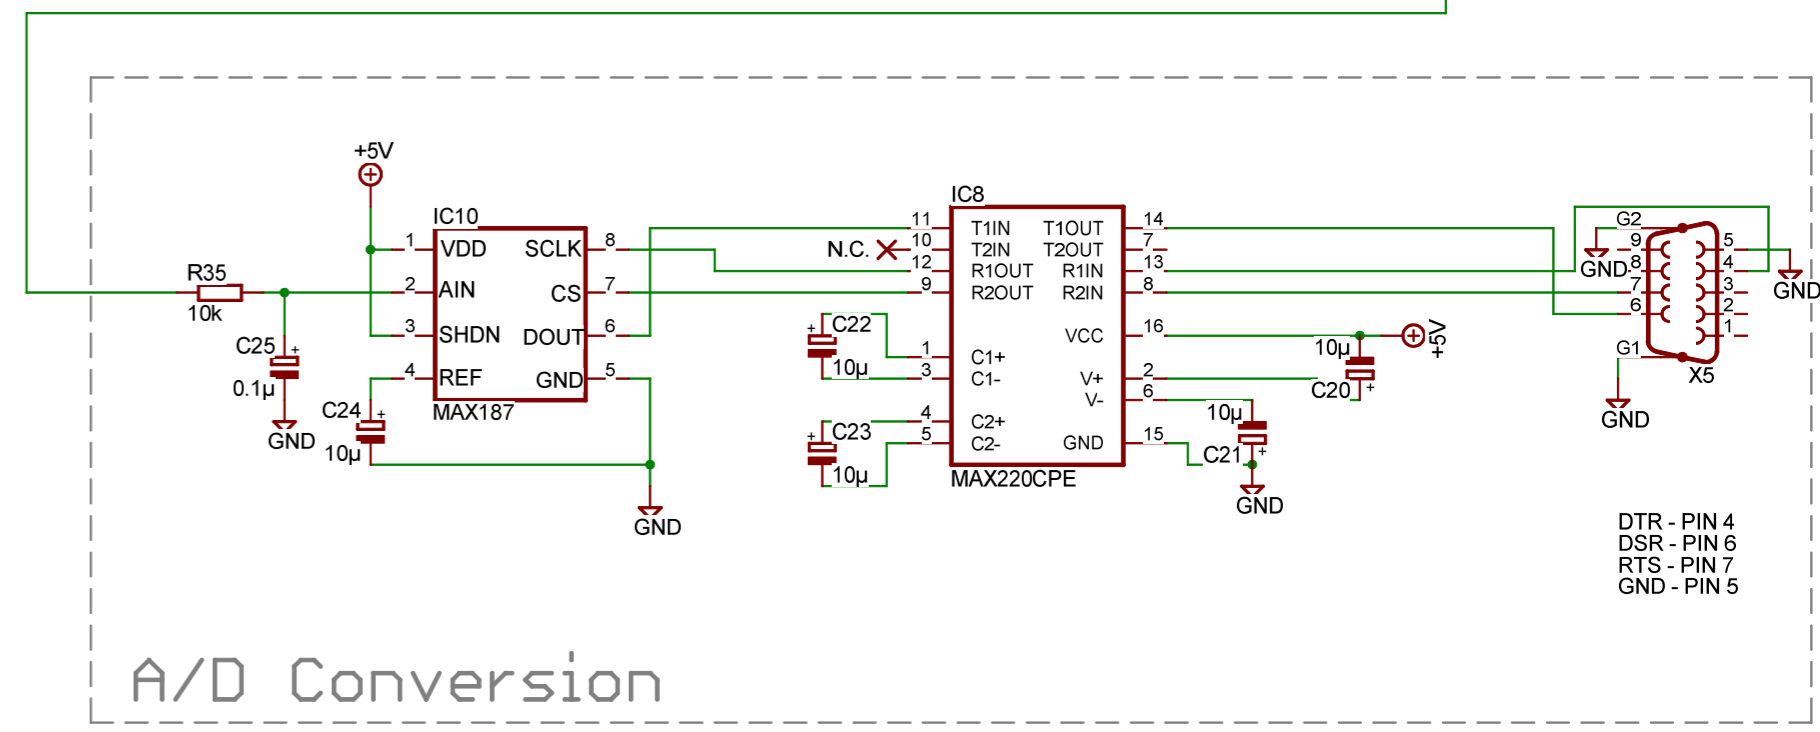 +5V
IC10
1 VDD SCLK 8
2 AIN CS 7
3 SHDN DOUT 6
4 REF GND 5
MAX187
R35
10k
C25 +
0.1µ
GND
C24 +
10µ
GND
IC8
11 T1IN T1OUT 14
N.C. 10 T2IN T2OUT 7
12 R1OUT R1IN 13
9 R2OUT R2IN 8
VCC 16
1 C1+
3 C1- V+ 2
V- 6
4 C2+
5 C2- GND 15
MAX220CPE
+ C22
10µ
+ C23
10µ
10µ
C20 +
+5V
10µ
C21 +
GND
G2
9 5
8 4
7 3
6 2
1
G1
X5
GND
GND
GND
DTR - PIN 4
DSR - PIN 6
RTS - PIN 7
GND - PIN 5
A/D Conversion